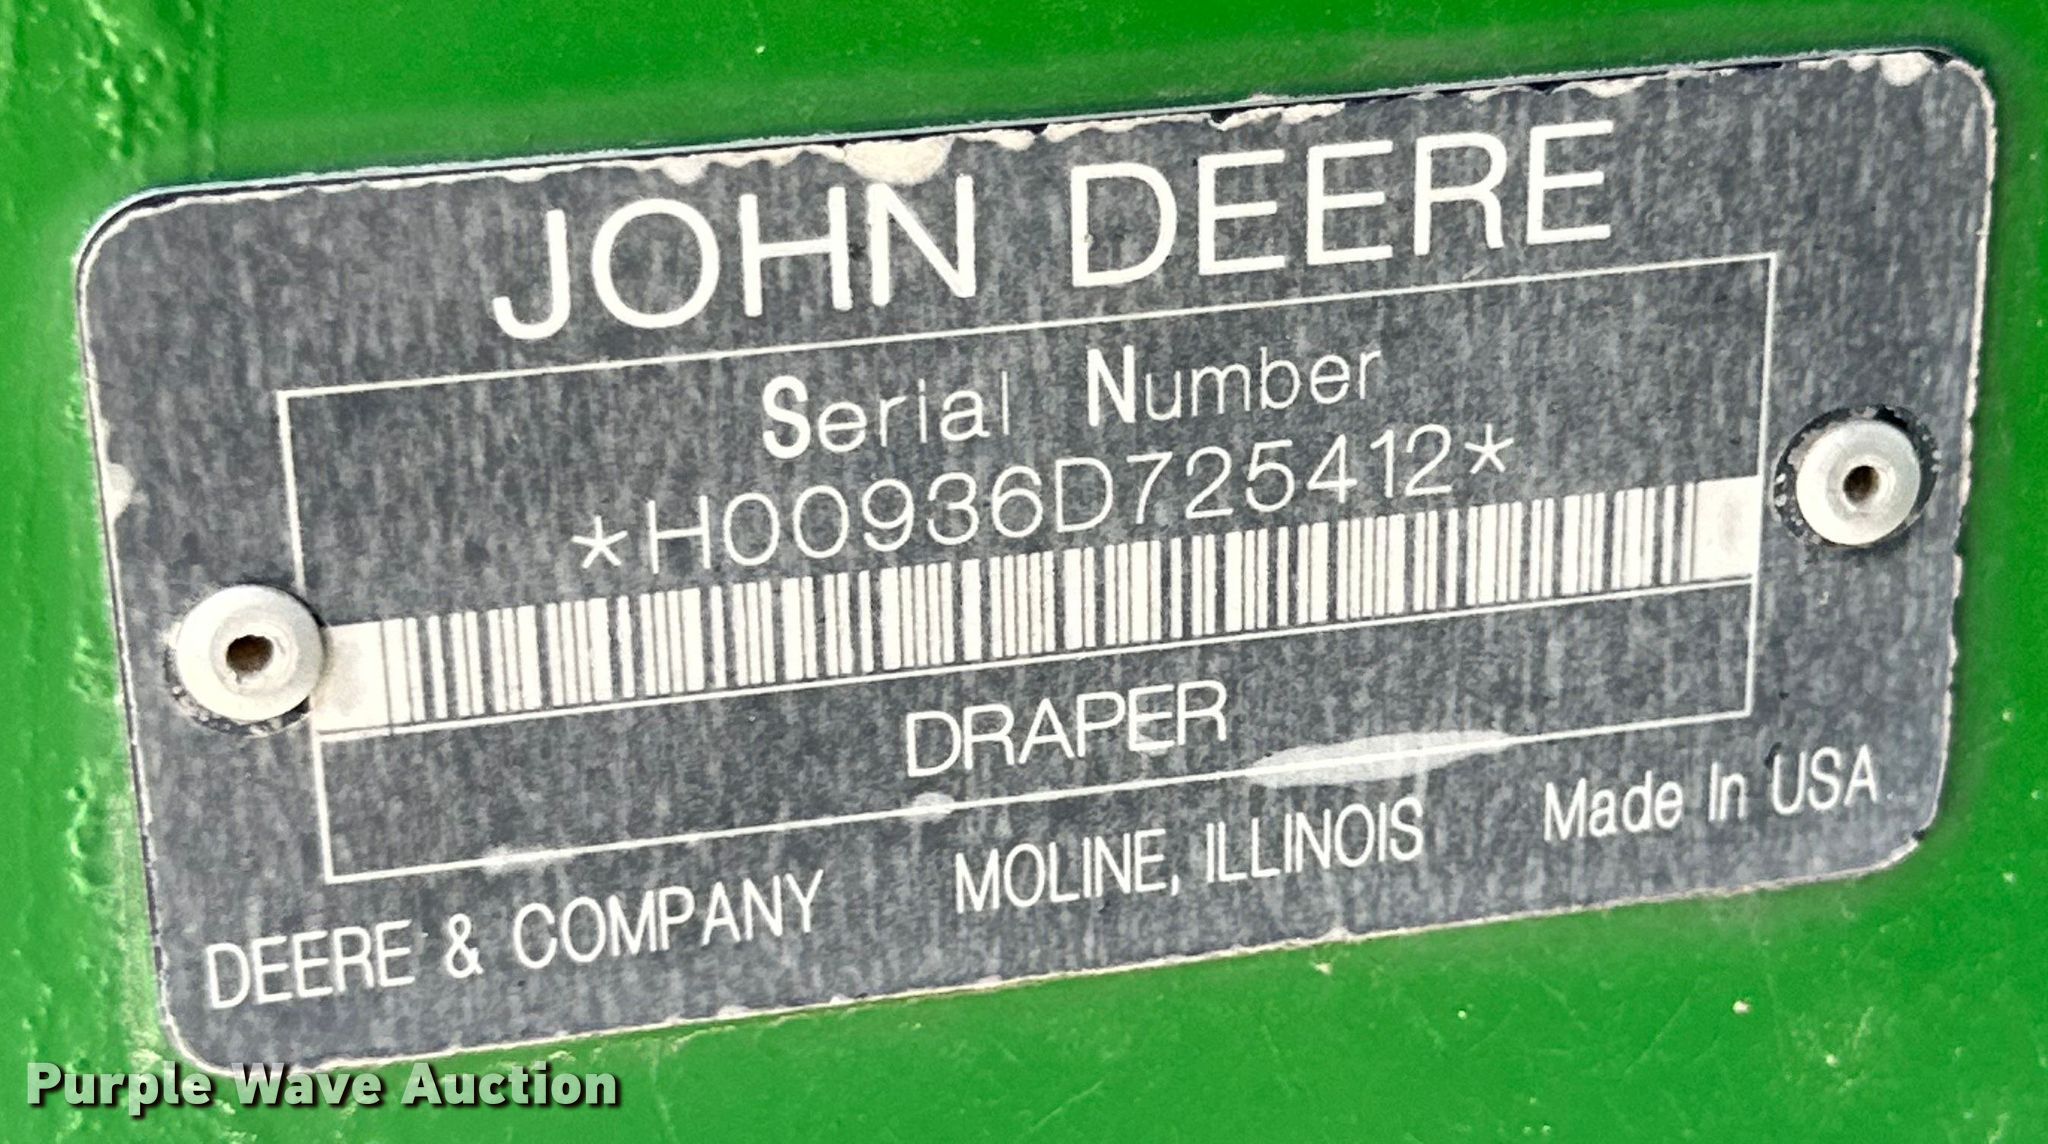 JOHN DEERE
Serial Number
*H00936D725412*
DRAPER
DEERE & COMPANY MOLINE, ILLINOIS Made In USA
Purple Wave Auction